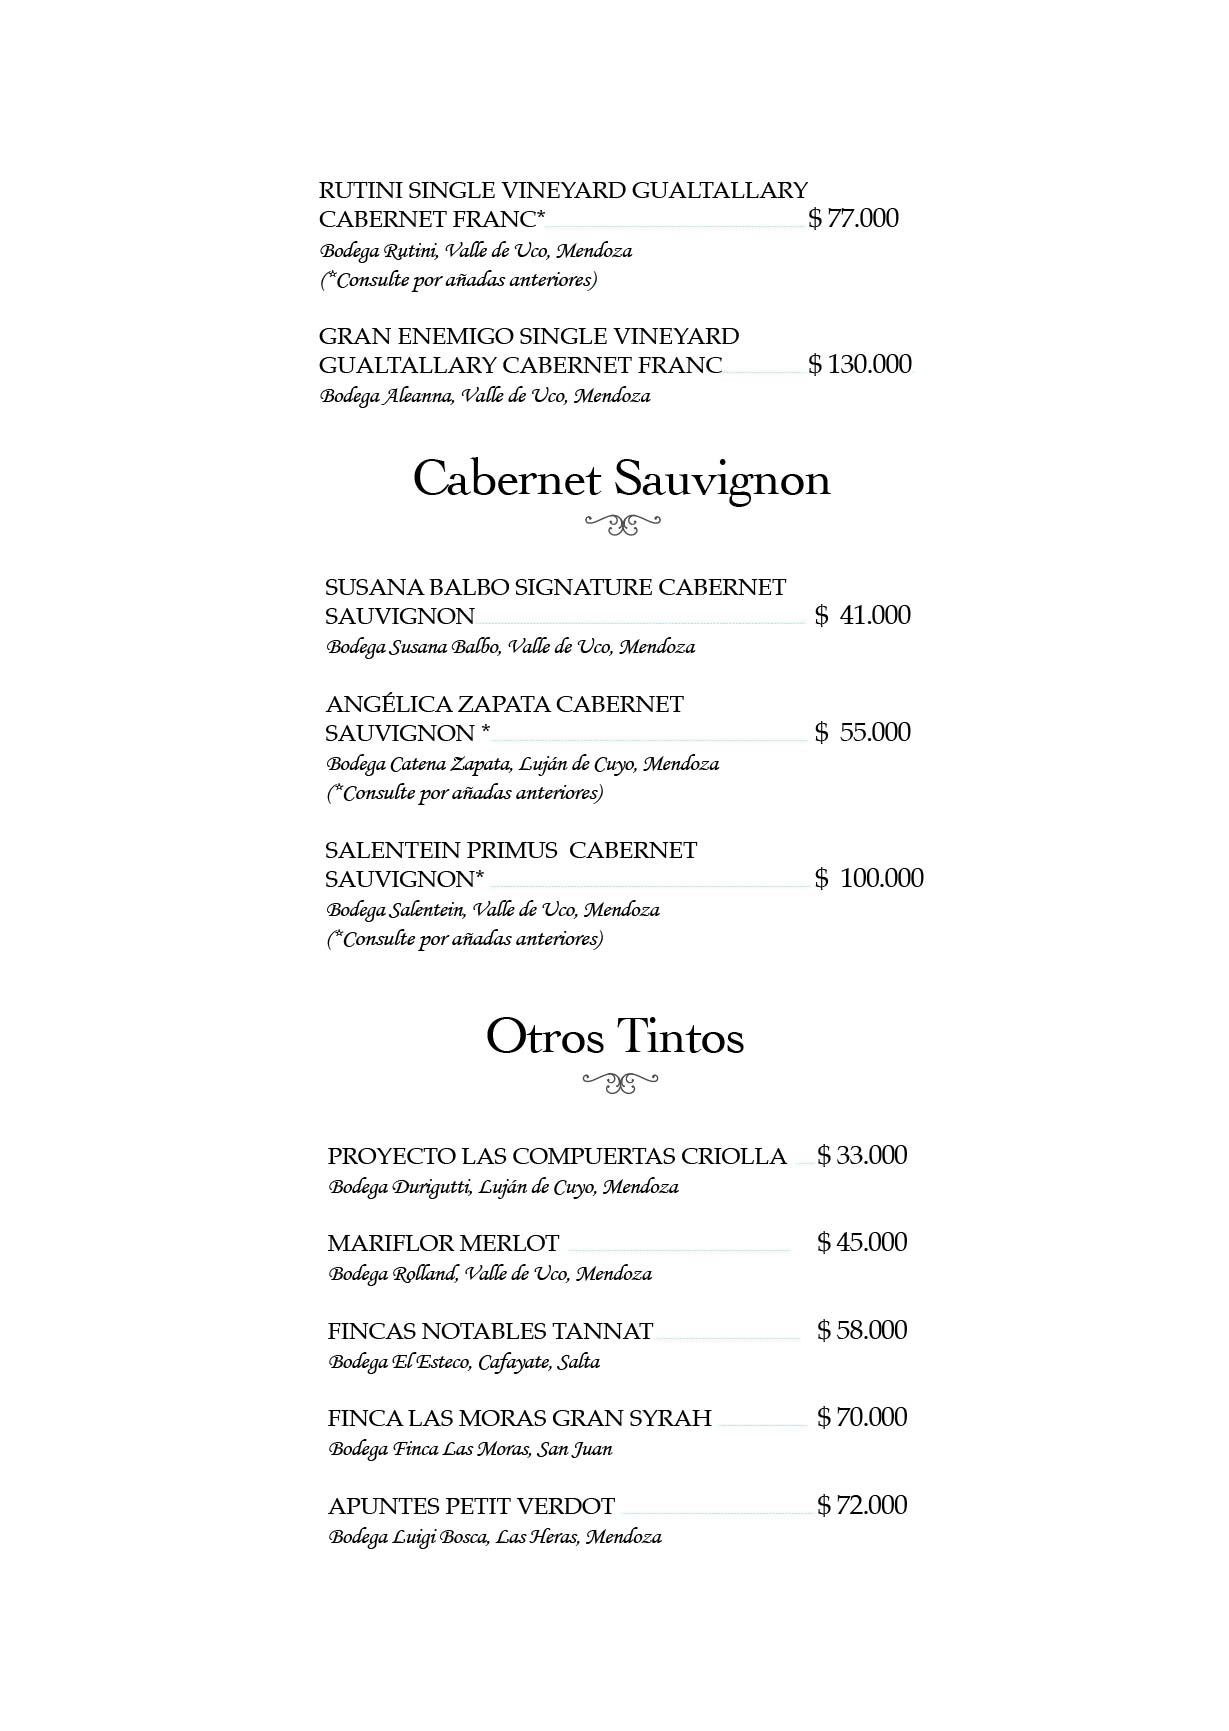 RUTINI SINGLE VINEYARD GUALTALLARY
CABERNET FRANC* $ 77.000
Bodega Rutini, Valle de Uco, Mendoza
(*Consulte por añadas anteriores)
GRAN ENEMIGO SINGLE VINEYARD
GUALTALLARY CABERNET FRANC $ 130.000
Bodega Aleanna, Valle de Uco, Mendoza
Cabernet Sauvignon
SUSANA BALBO SIGNATURE CABERNET
SAUVIGNON $ 41.000
Bodega Susana Balbo, Valle de Uco, Mendoza
ANGÉLICA ZAPATA CABERNET
SAUVIGNON * $ 55.000
Bodega Catena Zapata, Luján de Cuyo, Mendoza
(*Consulte por añadas anteriores)
SALENTEIN PRIMUS CABERNET
SAUVIGNON* $ 100.000
Bodega Salentein, Valle de Uco, Mendoza
(*Consulte por añadas anteriores)
Otros Tintos
PROYECTO LAS COMPUERTAS CRIOLLA $ 33.000
Bodega Durigutti, Luján de Cuyo, Mendoza
MARIFLOR MERLOT $ 45.000
Bodega Rolland, Valle de Uco, Mendoza
FINCAS NOTABLES TANNAT $ 58.000
Bodega El Esteco, Cafayate, Salta
FINCA LAS MORAS GRAN SYRAH $ 70.000
Bodega Finca Las Moras, San Juan
APUNTES PETIT VERDOT $ 72.000
Bodega Luigi Bosca, Las Heras, Mendoza